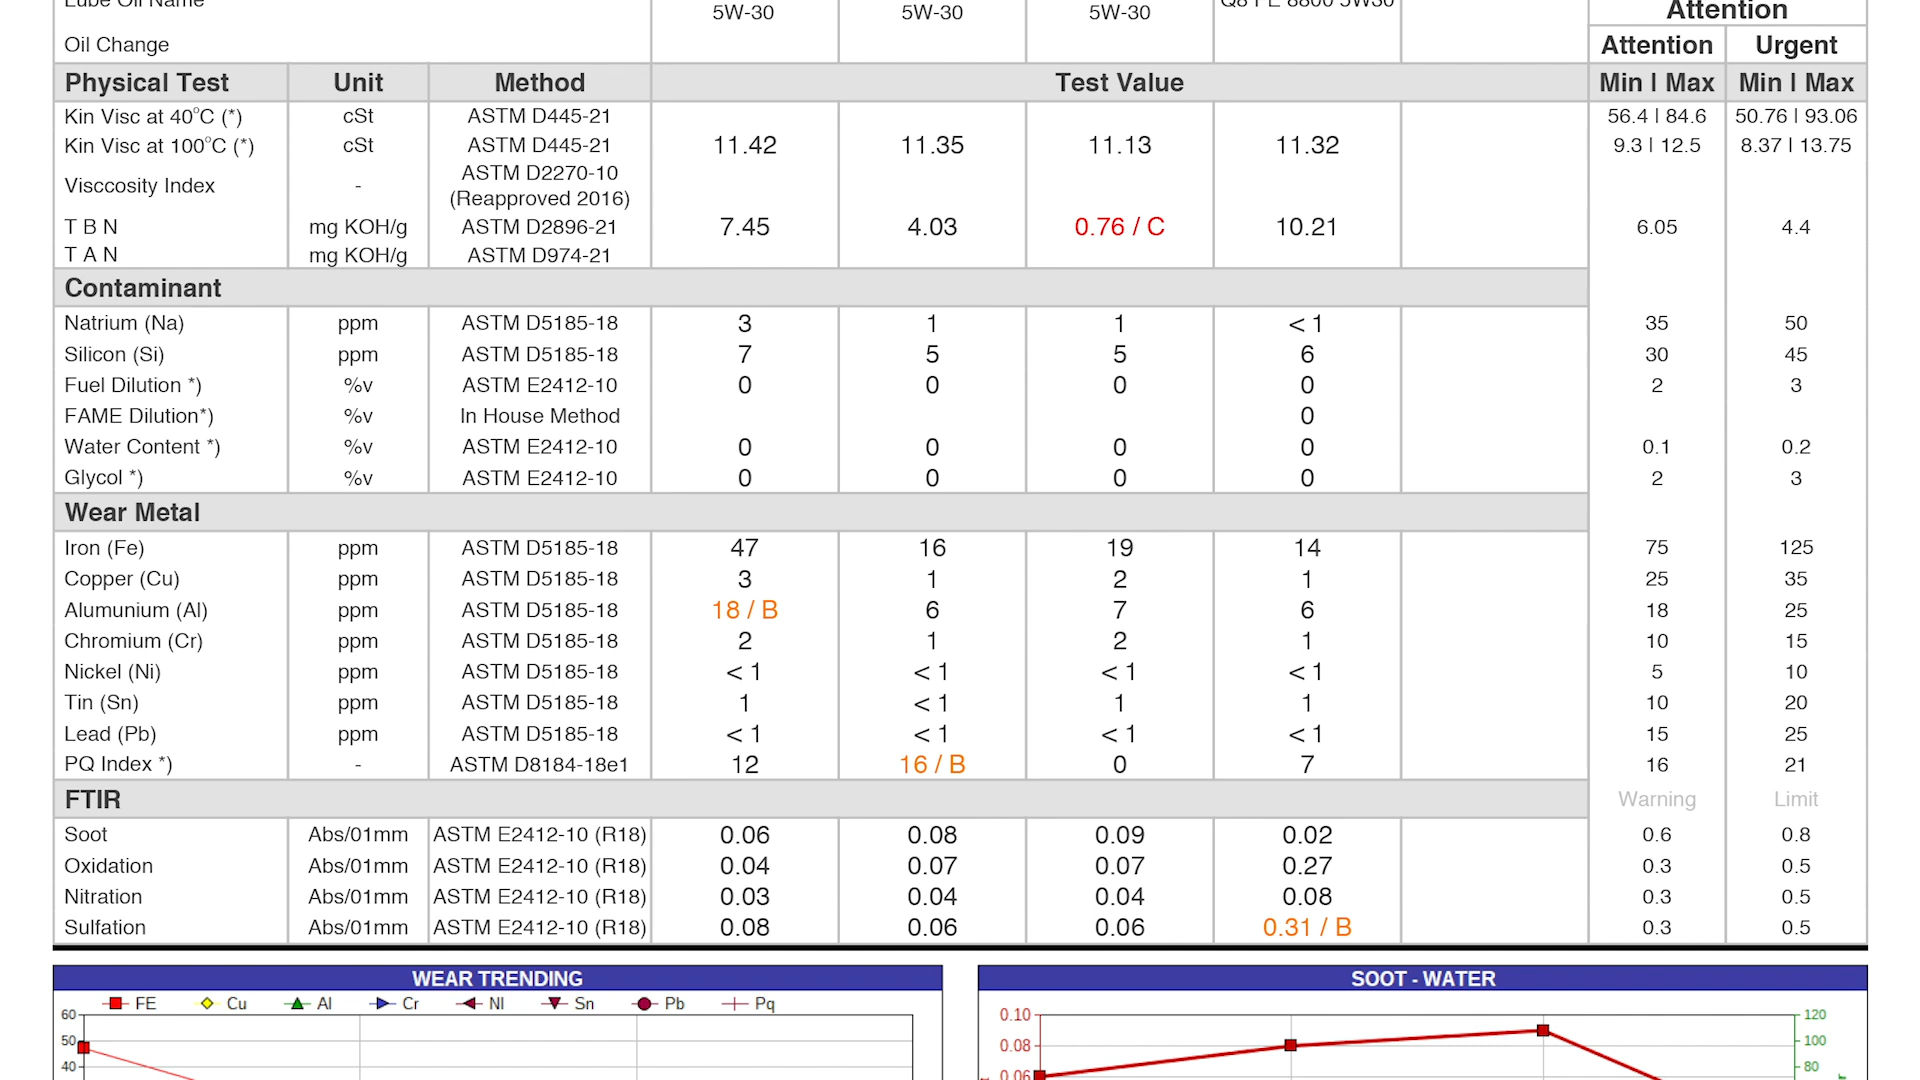 Lube Oil Name 5W-30 5W-30 5W-30 Q8 FE 8800 5W30 Attention
Oil Change Attention Urgent
Physical Test Unit Method Test Value Min | Max Min | Max
Kin Visc at 40°C (*) cSt ASTM D445-21 56.4 | 84.6 50.76 | 93.06
Kin Visc at 100°C (*) cSt ASTM D445-21 11.42 11.35 11.13 11.32 9.3 | 12.5 8.37 | 13.75
Visccosity Index - ASTM D2270-10 (Reapproved 2016)
T B N mg KOH/g ASTM D2896-21 7.45 4.03 0.76 / C 10.21 6.05 4.4
T A N mg KOH/g ASTM D974-21
Contaminant
Natrium (Na) ppm ASTM D5185-18 3 1 1 < 1 35 50
Silicon (Si) ppm ASTM D5185-18 7 5 5 6 30 45
Fuel Dilution *) %v ASTM E2412-10 0 0 0 0 2 3
FAME Dilution*) %v In House Method 0
Water Content *) %v ASTM E2412-10 0 0 0 0 0.1 0.2
Glycol *) %v ASTM E2412-10 0 0 0 0 2 3
Wear Metal
Iron (Fe) ppm ASTM D5185-18 47 16 19 14 75 125
Copper (Cu) ppm ASTM D5185-18 3 1 2 1 25 35
Alumunium (Al) ppm ASTM D5185-18 18 / B 6 7 6 18 25
Chromium (Cr) ppm ASTM D5185-18 2 1 2 1 10 15
Nickel (Ni) ppm ASTM D5185-18 < 1 < 1 < 1 < 1 5 10
Tin (Sn) ppm ASTM D5185-18 1 < 1 1 1 10 20
Lead (Pb) ppm ASTM D5185-18 < 1 < 1 < 1 < 1 15 25
PQ Index *) - ASTM D8184-18e1 12 16 / B 0 7 16 21
FTIR Warning Limit
Soot Abs/01mm ASTM E2412-10 (R18) 0.06 0.08 0.09 0.02 0.6 0.8
Oxidation Abs/01mm ASTM E2412-10 (R18) 0.04 0.07 0.07 0.27 0.3 0.5
Nitration Abs/01mm ASTM E2412-10 (R18) 0.03 0.04 0.04 0.08 0.3 0.5
Sulfation Abs/01mm ASTM E2412-10 (R18) 0.08 0.06 0.06 0.31 / B 0.3 0.5
WEAR TRENDING
FE Cu Al Cr NI Sn Pb Pq
60
50
40
SOOT - WATER
0.10 120
0.08 100
0.06 80